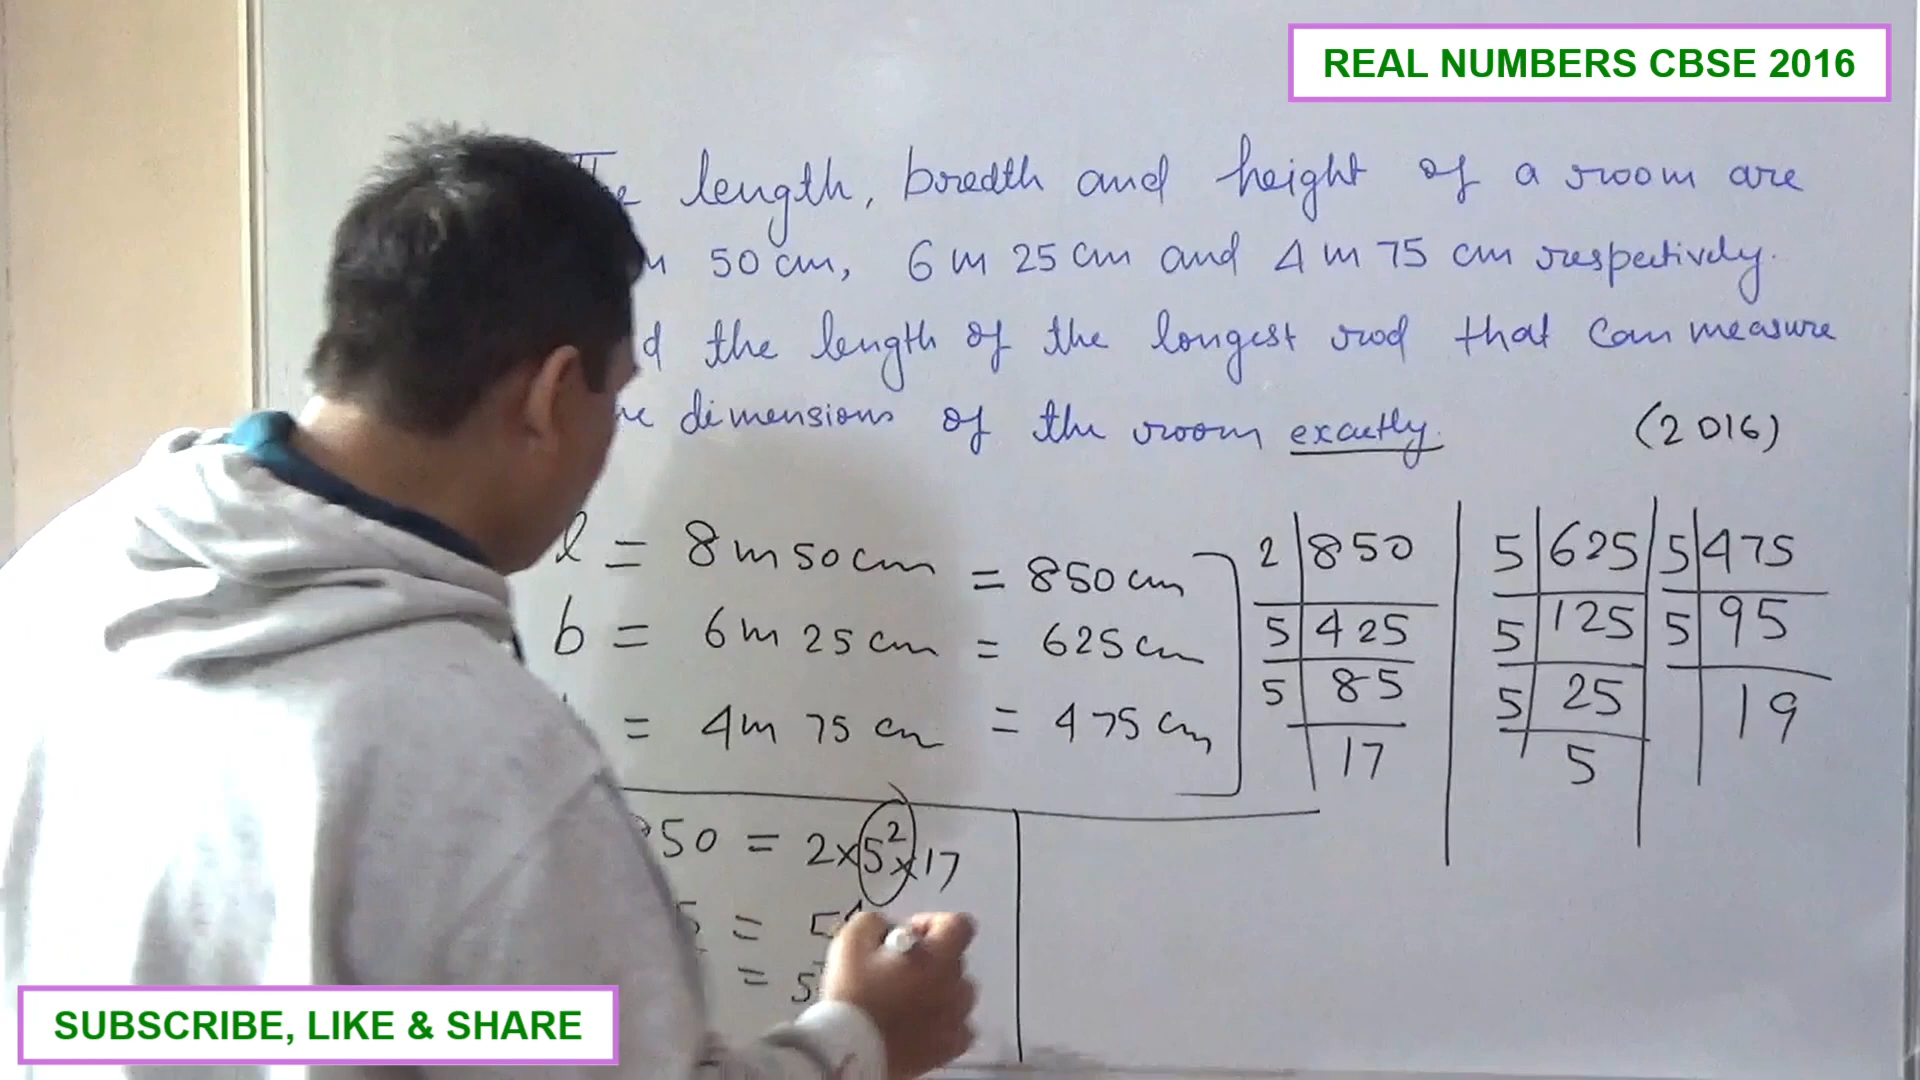 REAL NUMBERS CBSE 2016
length, bredth and height of a room are
50 cm, 6 m 25 cm and 4 m 75 cm respectively.
the length of the longest rod that can measure
dimensions of the room exactly. (2016)
l = 8 m 50 cm = 850 cm
b = 6 m 25 cm = 625 cm
= 4 m 75 cm = 475 cm
2 850
5 425
5 85
17
5 625
5 125
5 25
5
5 475
5 95
19
50 = 2 × 5² × 17
5 =
= 5
SUBSCRIBE, LIKE & SHARE